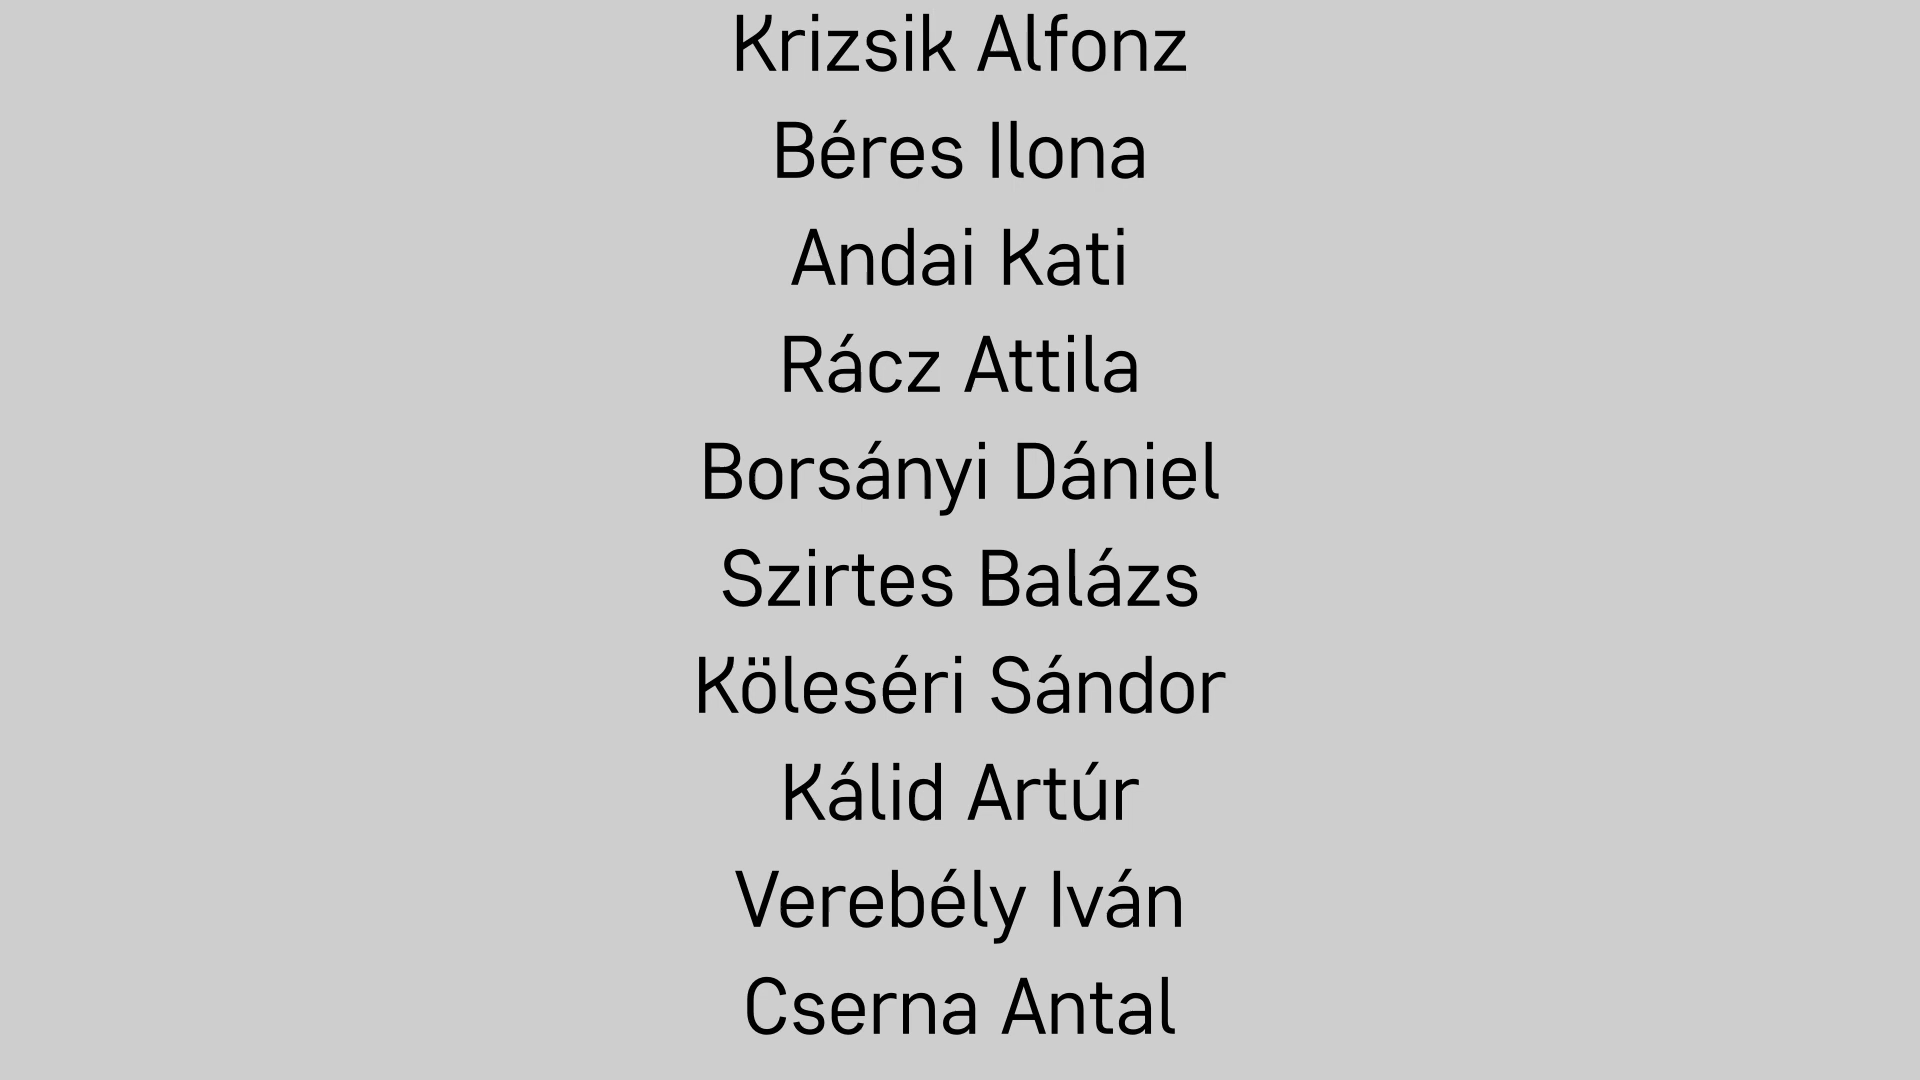 Krizsik Alfonz
Béres Ilona
Andai Kati
Rácz Attila
Borsányi Dániel
Szirtes Balázs
Köleséri Sándor
Kálid Artúr
Verebély Iván
Cserna Antal